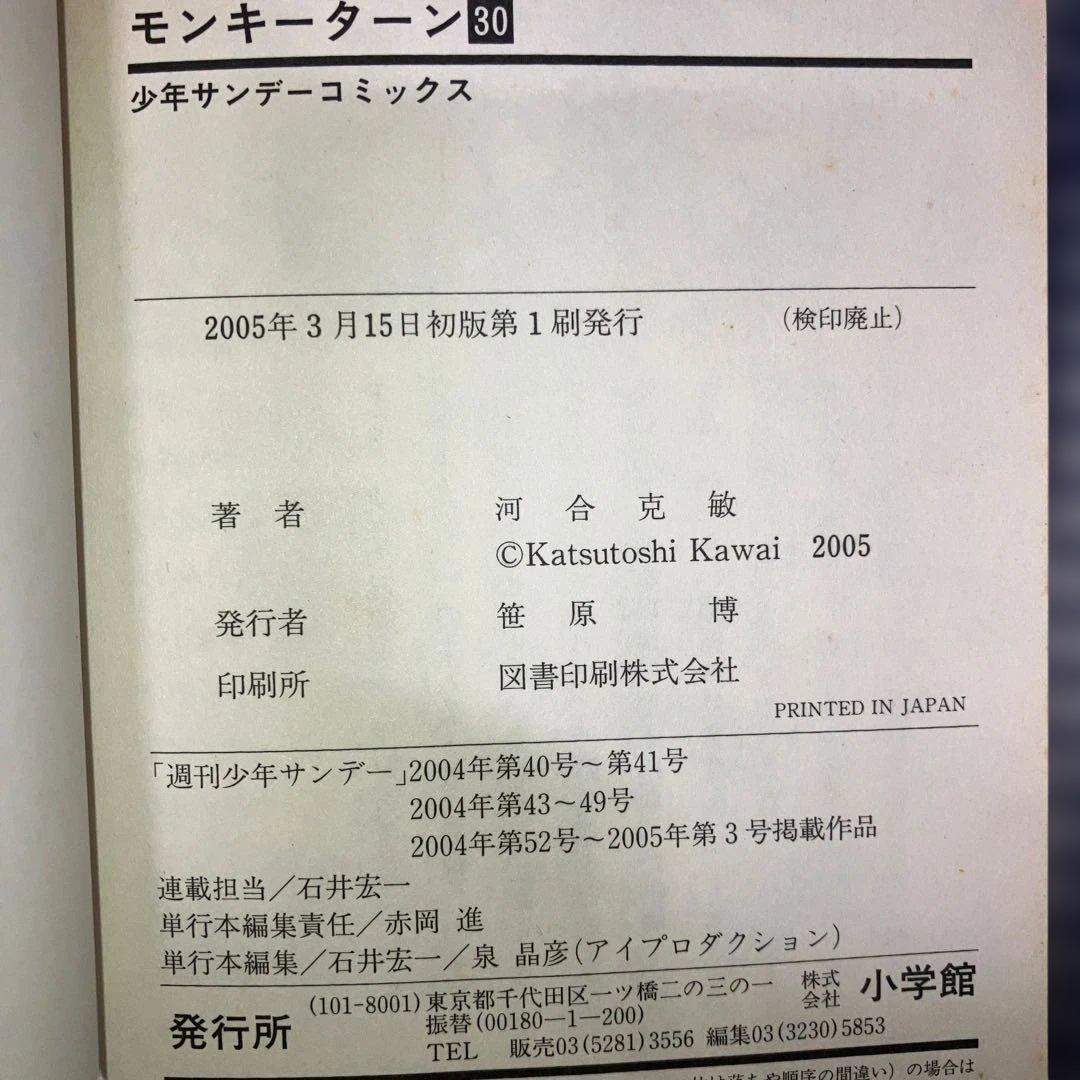 モンキーターン 30
少年サンデーコミックス
2005年3月15日初版第1刷発行 (検印廃止)
著者 河合克敏
©Katsutoshi Kawai 2005
発行者 笹原博
印刷所 図書印刷株式会社
PRINTED IN JAPAN
「週刊少年サンデー」2004年第40号〜第41号
2004年第43〜49号
2004年第52号〜2005年第3号掲載作品
連載担当/石井宏一
単行本編集責任/赤岡 進
単行本編集/石井宏一/泉 晶彦(アイプロダクション)
発行所 (101-8001)東京都千代田区一ツ橋二の三の一 株式会社 小学館
振替(00180―1―200)
TEL 販売03(5281)3556 編集03(3230)5853
順序の間違い)の場合は